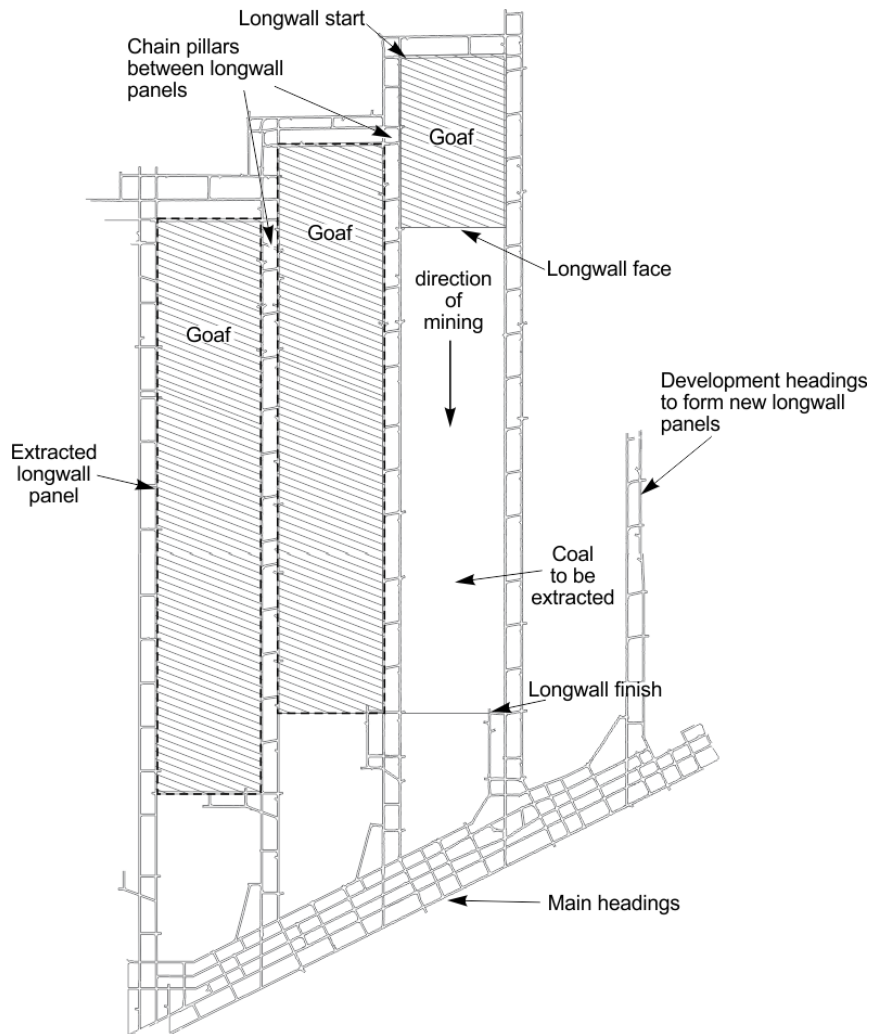 Longwall start
Chain pillars
between longwall
panels
Goaf
Goaf
Longwall face
direction
of
mining
Goaf
Development headings
to form new longwall
panels
Extracted
longwall
panel
Coal
to be
extracted
Longwall finish
Main headings